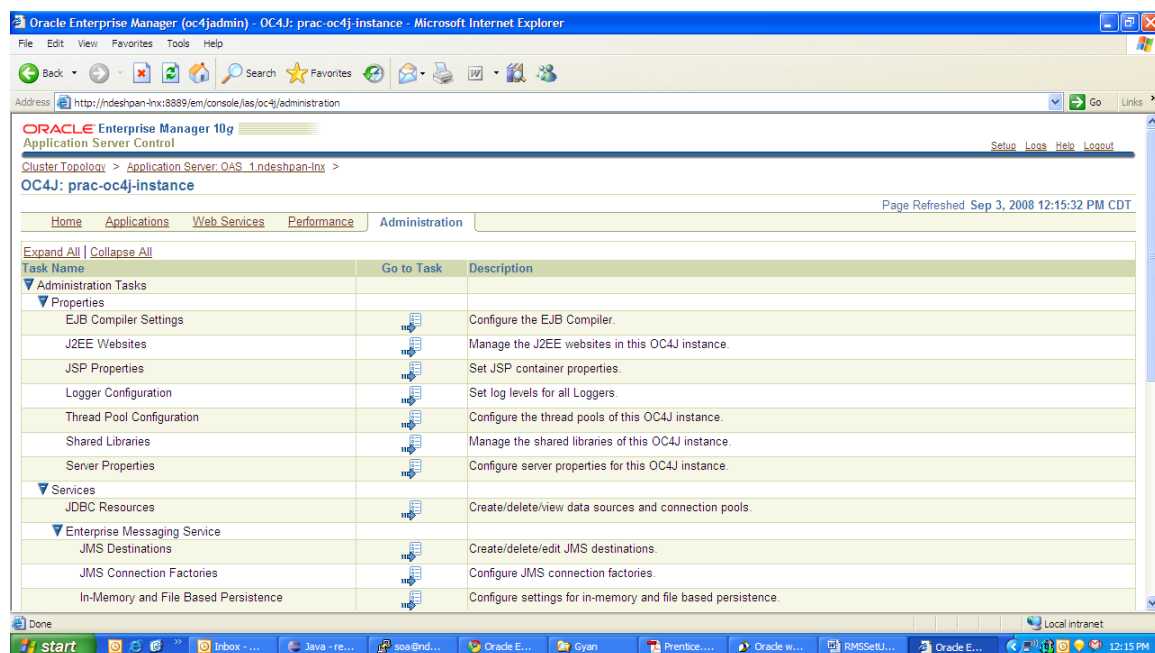 Oracle Enterprise Manager (oc4jadmin) - OC4J: prac-oc4j-instance - Microsoft Internet Explorer
File Edit View Favorites Tools Help
Back Search Favorites
Address http://ndeshpan-lnx:8889/em/console/ias/oc4j/administration Go Links
ORACLE Enterprise Manager 10g
Application Server Control
Setup Logs Help Logout
Cluster Topology > Application Server: OAS_1.ndeshpan-lnx >
OC4J: prac-oc4j-instance
Page Refreshed Sep 3, 2008 12:15:32 PM CDT
Home Applications Web Services Performance Administration
Expand All | Collapse All
Task Name Go to Task Description
Administration Tasks
Properties
EJB Compiler Settings Configure the EJB Compiler.
J2EE Websites Manage the J2EE websites in this OC4J instance.
JSP Properties Set JSP container properties.
Logger Configuration Set log levels for all Loggers.
Thread Pool Configuration Configure the thread pools of this OC4J instance.
Shared Libraries Manage the shared libraries of this OC4J instance.
Server Properties Configure server properties for this OC4J instance.
Services
JDBC Resources Create/delete/view data sources and connection pools.
Enterprise Messaging Service
JMS Destinations Create/delete/edit JMS destinations.
JMS Connection Factories Configure JMS connection factories.
In-Memory and File Based Persistence Configure settings for in-memory and file based persistence.
Done Local intranet
start Inbox - ... Java - re... soa@nd... Oracle E... Gyan Prentice.... Oracle w... RMSSetU... Oracle E... 12:15 PM